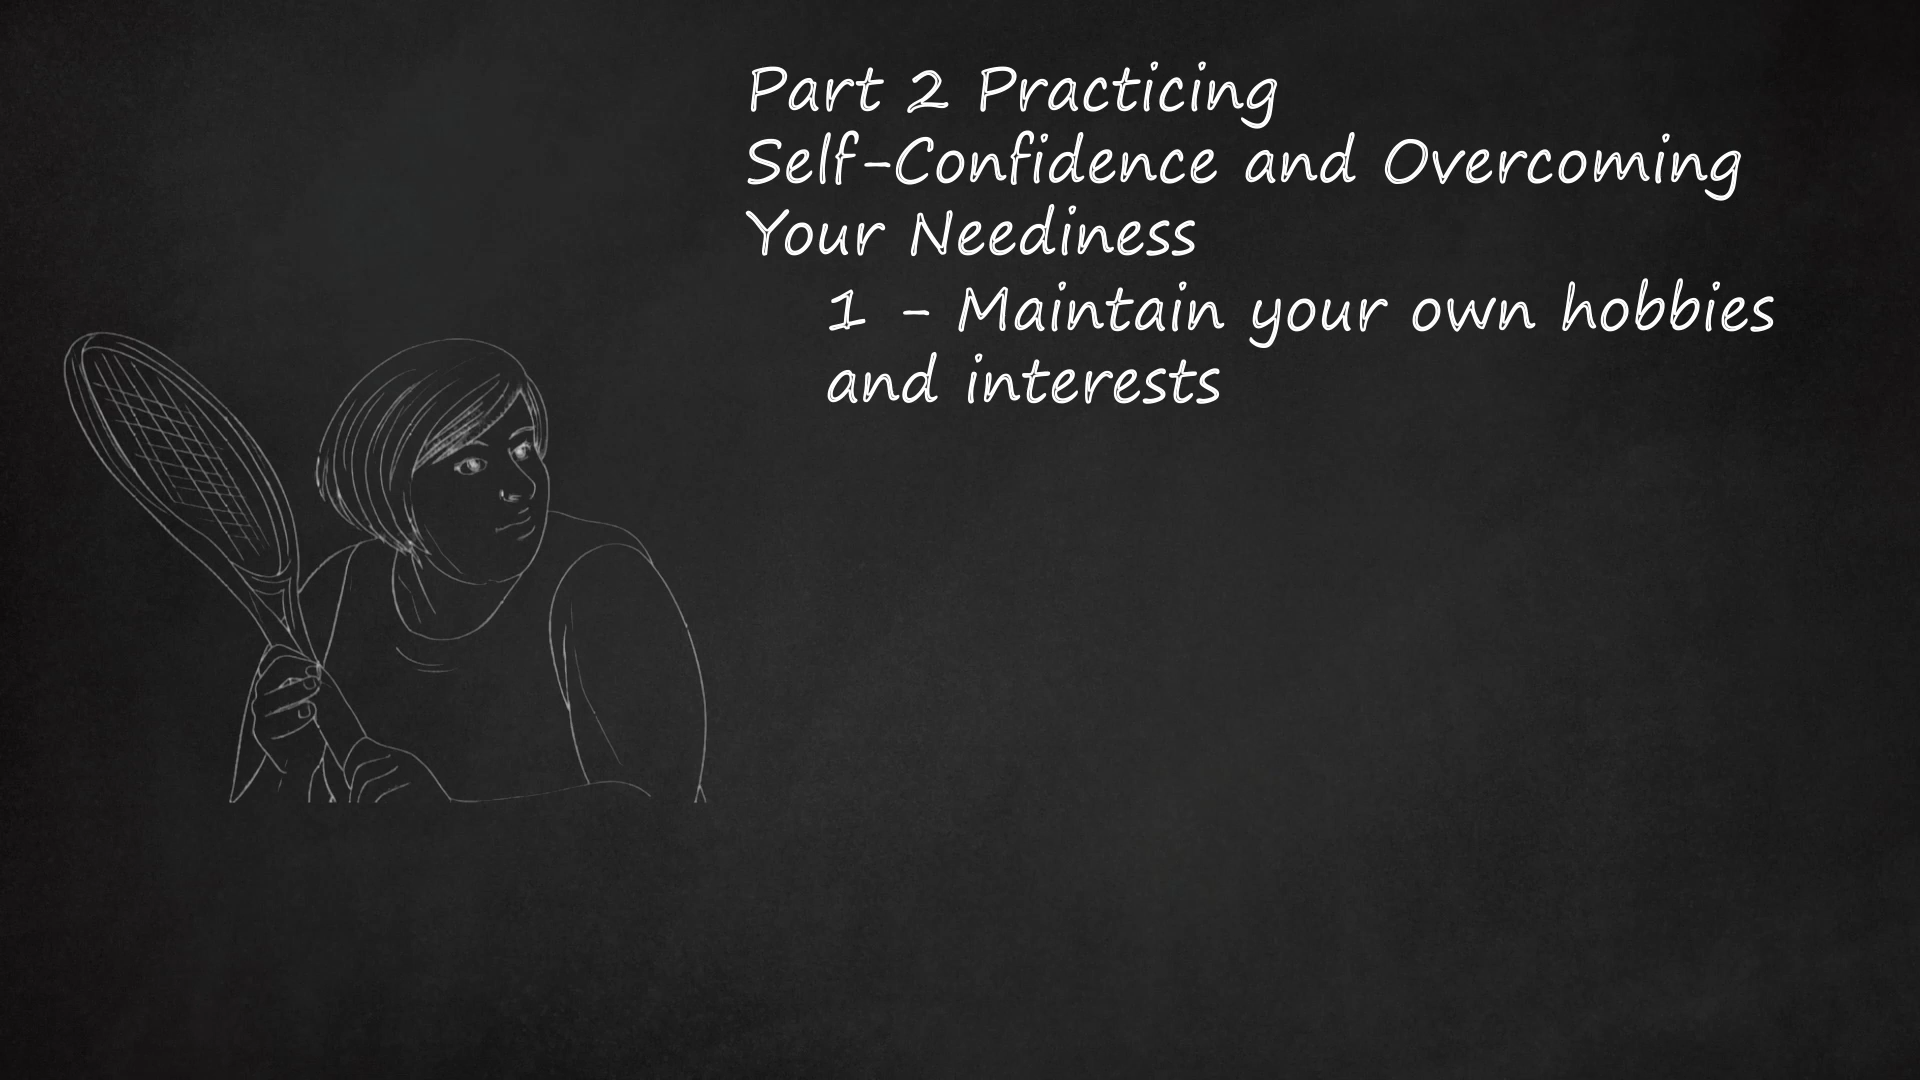 Part 2 Practicing
Self-Confidence and Overcoming
Your Neediness
1 - Maintain your own hobbies
and interests